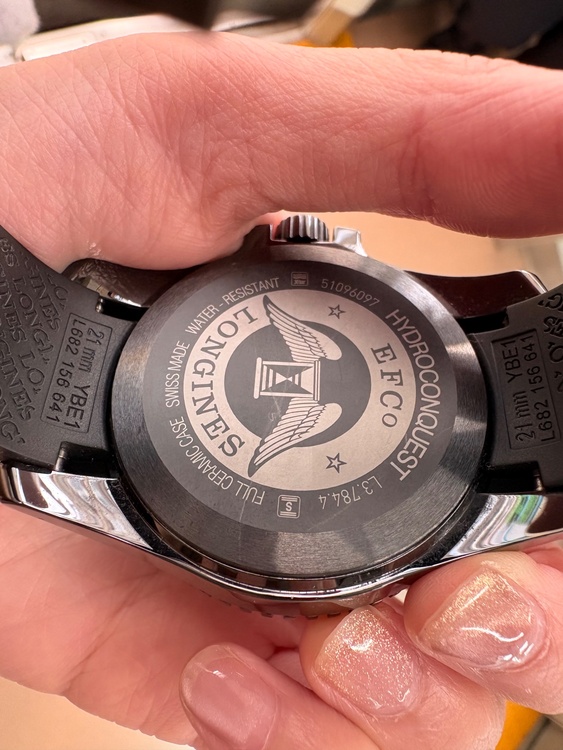 HYDROCONQUEST
L3.784.4
FULL CERAMIC CASE
SWISS MADE
WATER-RESISTANT
51096097
LONGINES
EFCo
S
21 mm YBE1
L682 156 641
21 mm YBE1
L682 156 641
LONGINES